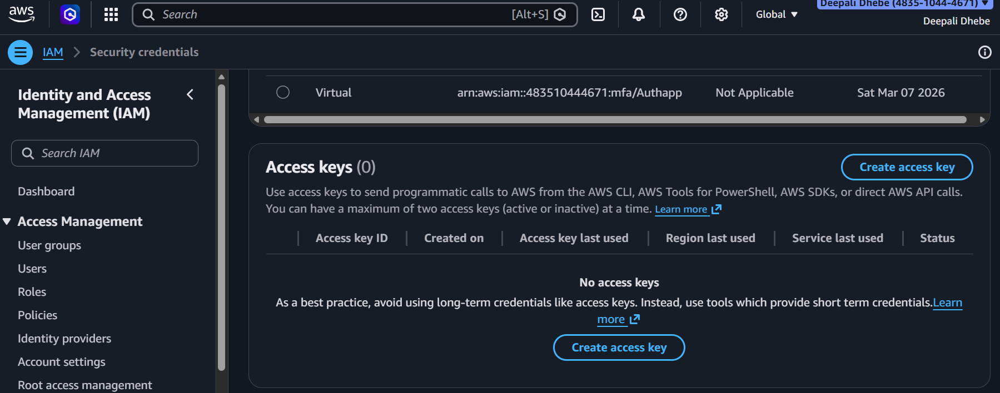 aws
Search
[Alt+S]
Global
Deepali Dhebe (4835-1044-4671)
Deepali Dhebe
IAM
Security credentials
Identity and Access
Management (IAM)
Search IAM
Dashboard
Access Management
User groups
Users
Roles
Policies
Identity providers
Account settings
Root access management
Virtual arn:aws:iam::483510444671:mfa/Authapp Not Applicable Sat Mar 07 2026
Access keys (0)
Create access key
Use access keys to send programmatic calls to AWS from the AWS CLI, AWS Tools for PowerShell, AWS SDKs, or direct AWS API calls.
You can have a maximum of two access keys (active or inactive) at a time. Learn more
Access key ID Created on Access key last used Region last used Service last used Status
No access keys
As a best practice, avoid using long-term credentials like access keys. Instead, use tools which provide short term credentials.Learn
more
Create access key